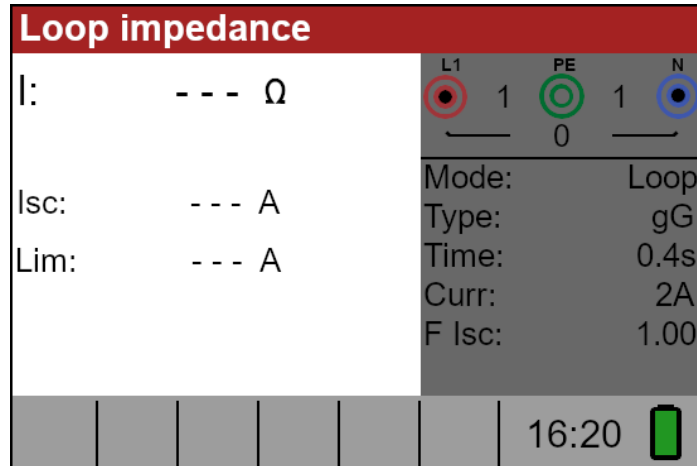 Loop impedance
I: - - - Ω
Isc: - - - A
Lim: - - - A
L1 PE N
1 1
0
Mode: Loop
Type: gG
Time: 0.4s
Curr: 2A
F Isc: 1.00
16:20